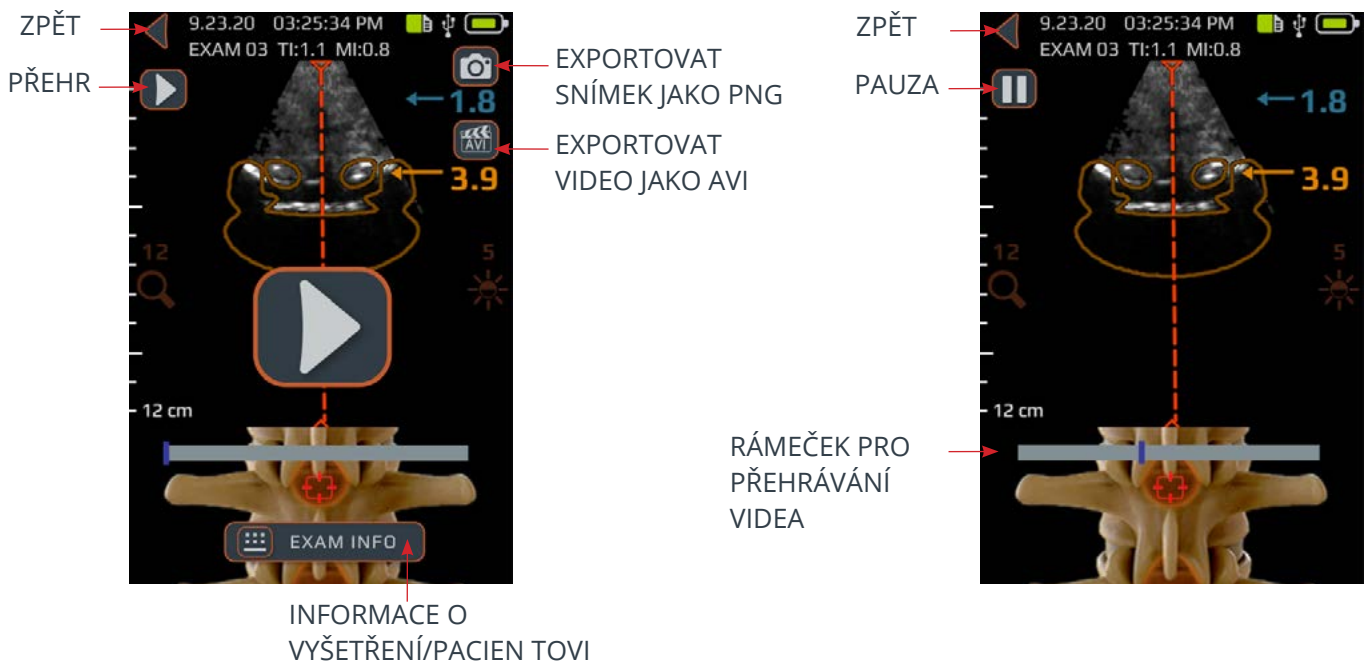 ZPĚT
9.23.20 03:25:34 PM
EXAM 03 TI:1.1 MI:0.8
PŘEHR
EXPORTOVAT
SNÍMEK JAKO PNG
1.8
AVI
EXPORTOVAT
VIDEO JAKO AVI
3.9
12
5
12 cm
EXAM INFO
INFORMACE O
VYŠETŘENÍ/PACIEN TOVI
ZPĚT
9.23.20 03:25:34 PM
EXAM 03 TI:1.1 MI:0.8
PAUZA
1.8
3.9
12
5
12 cm
RÁMEČEK PRO
PŘEHRÁVÁNÍ
VIDEA